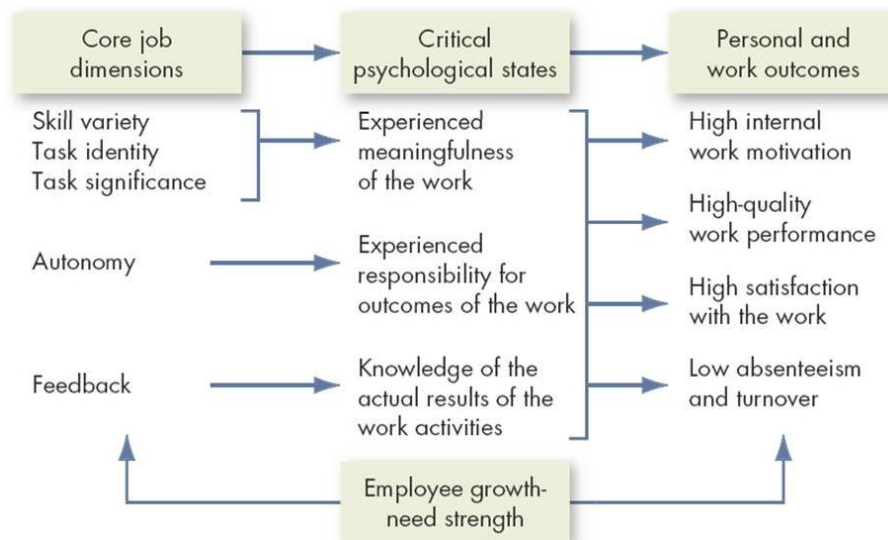 Core job
dimensions
Critical
psychological states
Personal and
work outcomes
Skill variety
Task identity
Task significance
Experienced
meaningfulness
of the work
High internal
work motivation
High-quality
work performance
Autonomy
Experienced
responsibility for
outcomes of the work
High satisfaction
with the work
Feedback
Knowledge of the
actual results of the
work activities
Low absenteeism
and turnover
Employee growth-
need strength